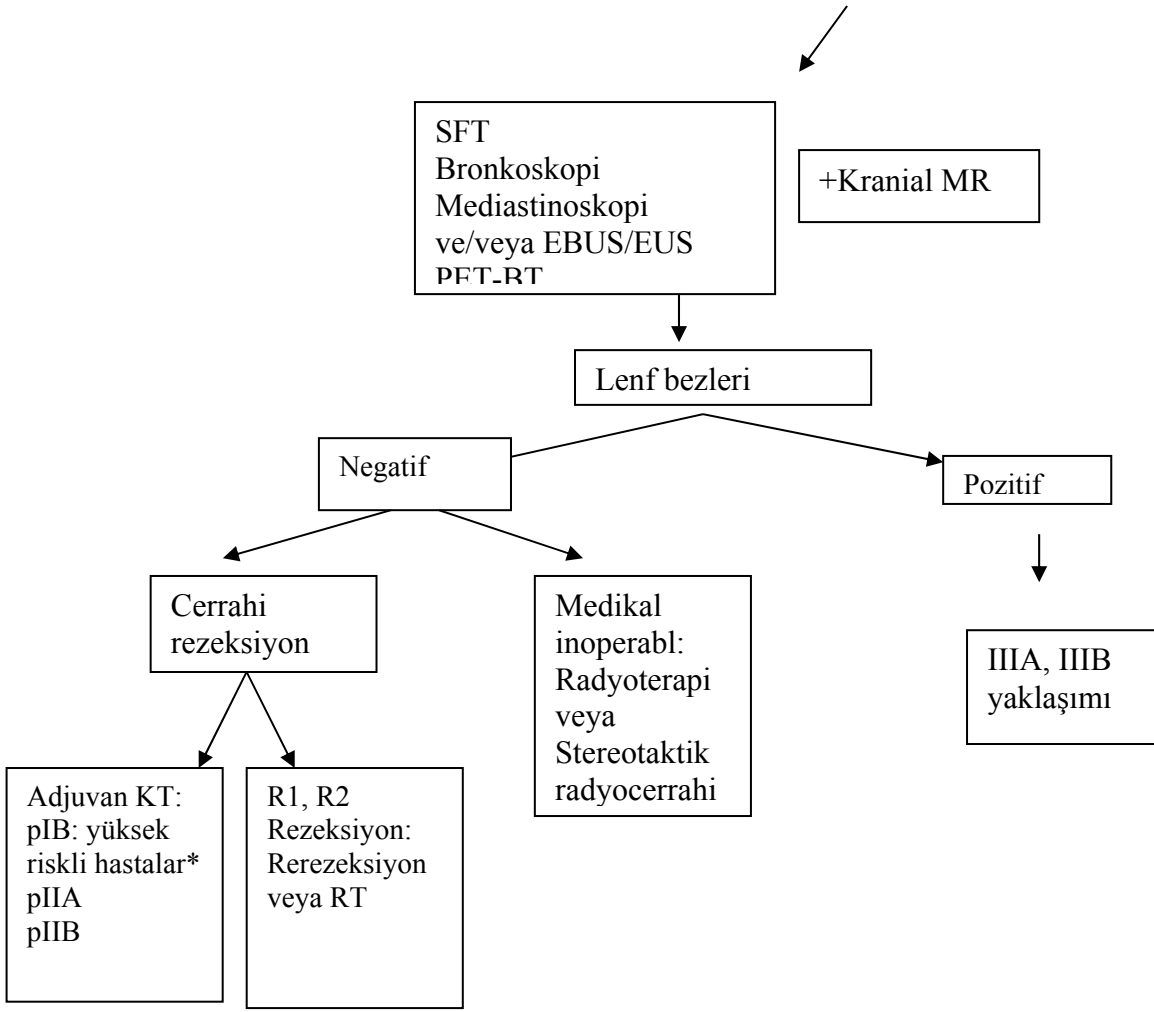 SFT
Bronkoskopi
Mediastinoskopi
ve/veya EBUS/EUS
PET-BT
+Kranial MR
Lenf bezleri
Negatif
Pozitif
Cerrahi
rezeksiyon
Medikal
inoperabl:
Radyoterapi
veya
Stereotaktik
radyocerrahi
IIIA, IIIB
yaklaşımı
Adjuvan KT:
pIB: yüksek
riskli hastalar*
pIIA
pIIB
R1, R2
Rezeksiyon:
Rerezeksiyon
veya RT